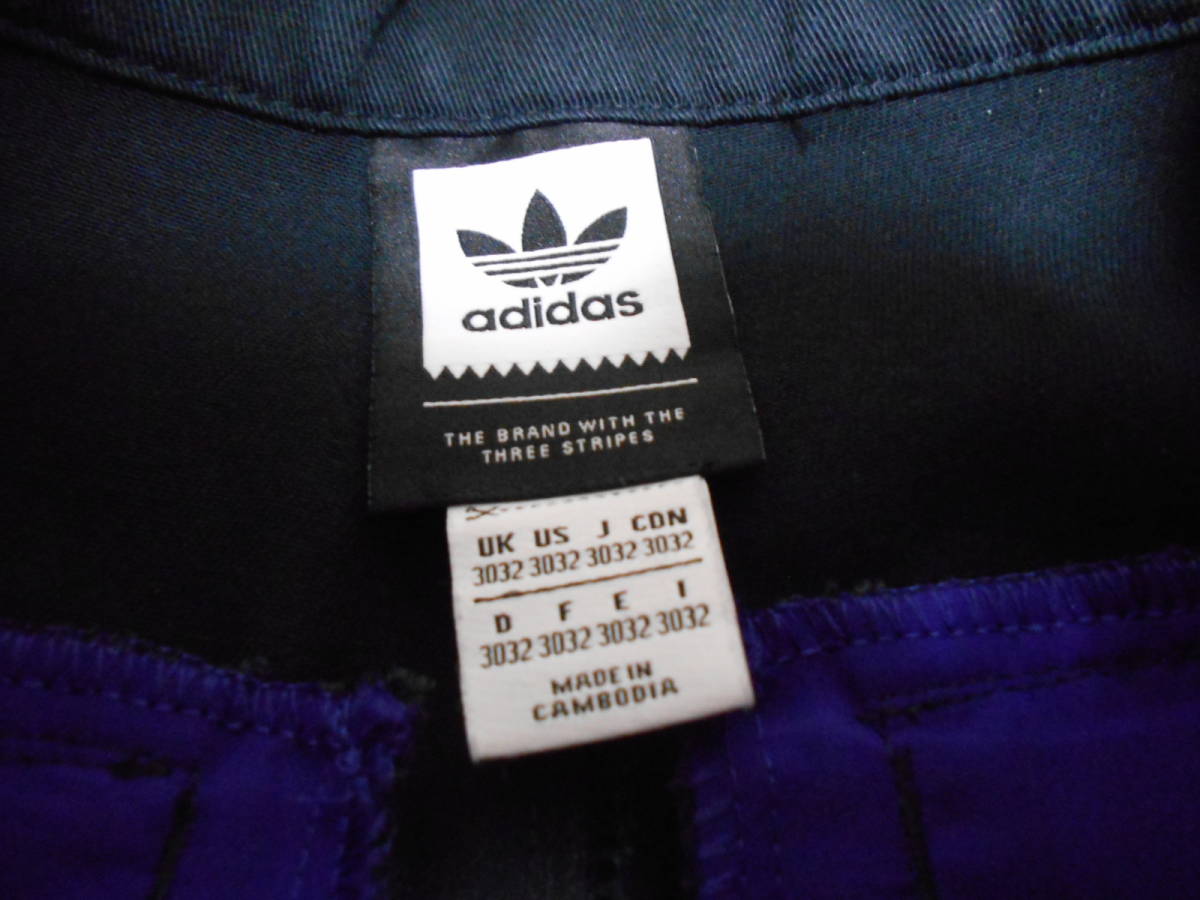 adidas
THE BRAND WITH THE
THREE STRIPES
UK US J CDN
3032 3032 3032 3032
D F E I
3032 3032 3032 3032
MADE IN
CAMBODIA